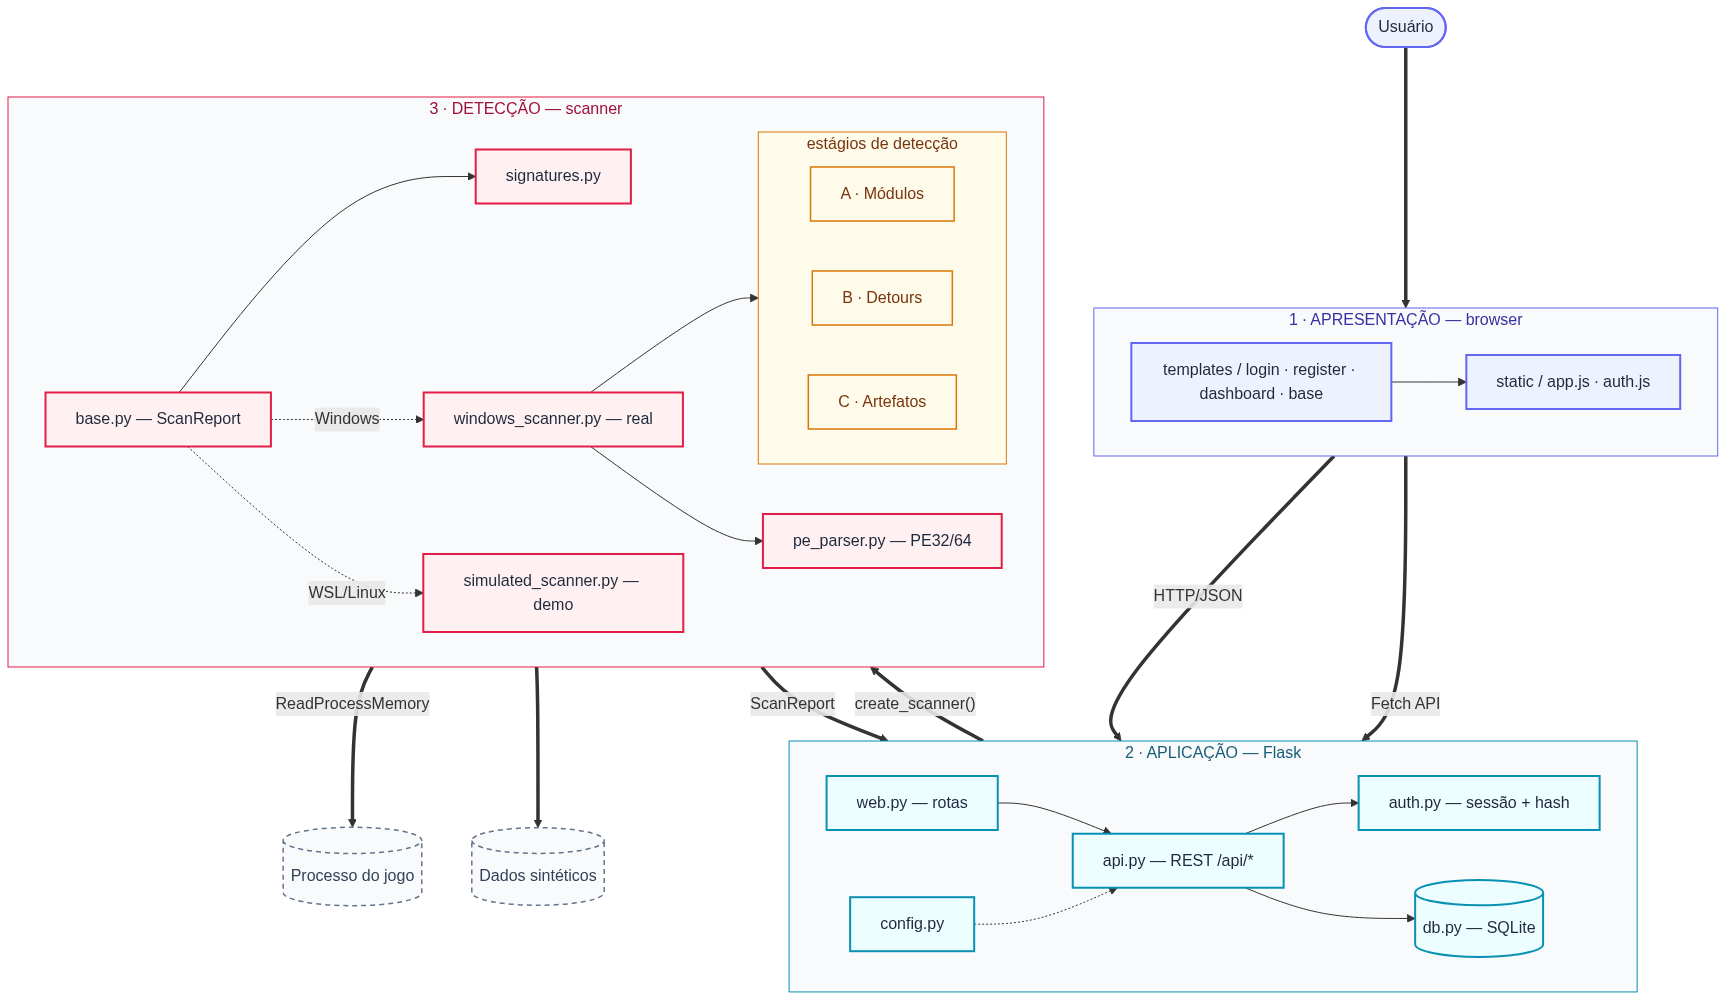 Usuário
3 · DETECÇÃO — scanner
estágios de detecção
signatures.py
A · Módulos
B · Detours
C · Artefatos
base.py — ScanReport
Windows
windows_scanner.py — real
pe_parser.py — PE32/64
WSL/Linux
simulated_scanner.py —
demo
1 · APRESENTAÇÃO — browser
templates / login · register ·
dashboard · base
static / app.js · auth.js
HTTP/JSON
Fetch API
ReadProcessMemory
ScanReport
create_scanner()
Processo do jogo
Dados sintéticos
2 · APLICAÇÃO — Flask
web.py — rotas
auth.py — sessão + hash
api.py — REST /api/*
config.py
db.py — SQLite